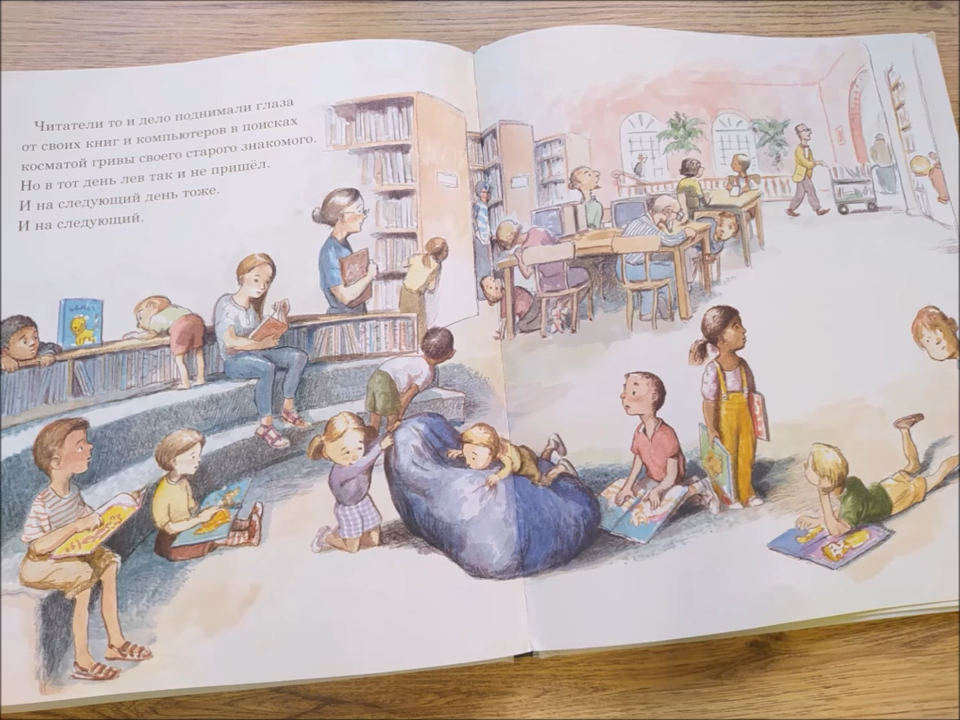 Читатели то и дело поднимали глаза
от своих книг и компьютеров в поисках
косматой гривы своего старого знакомого.
Но в тот день лев так и не пришёл.
И на следующий день тоже.
И на следующий.